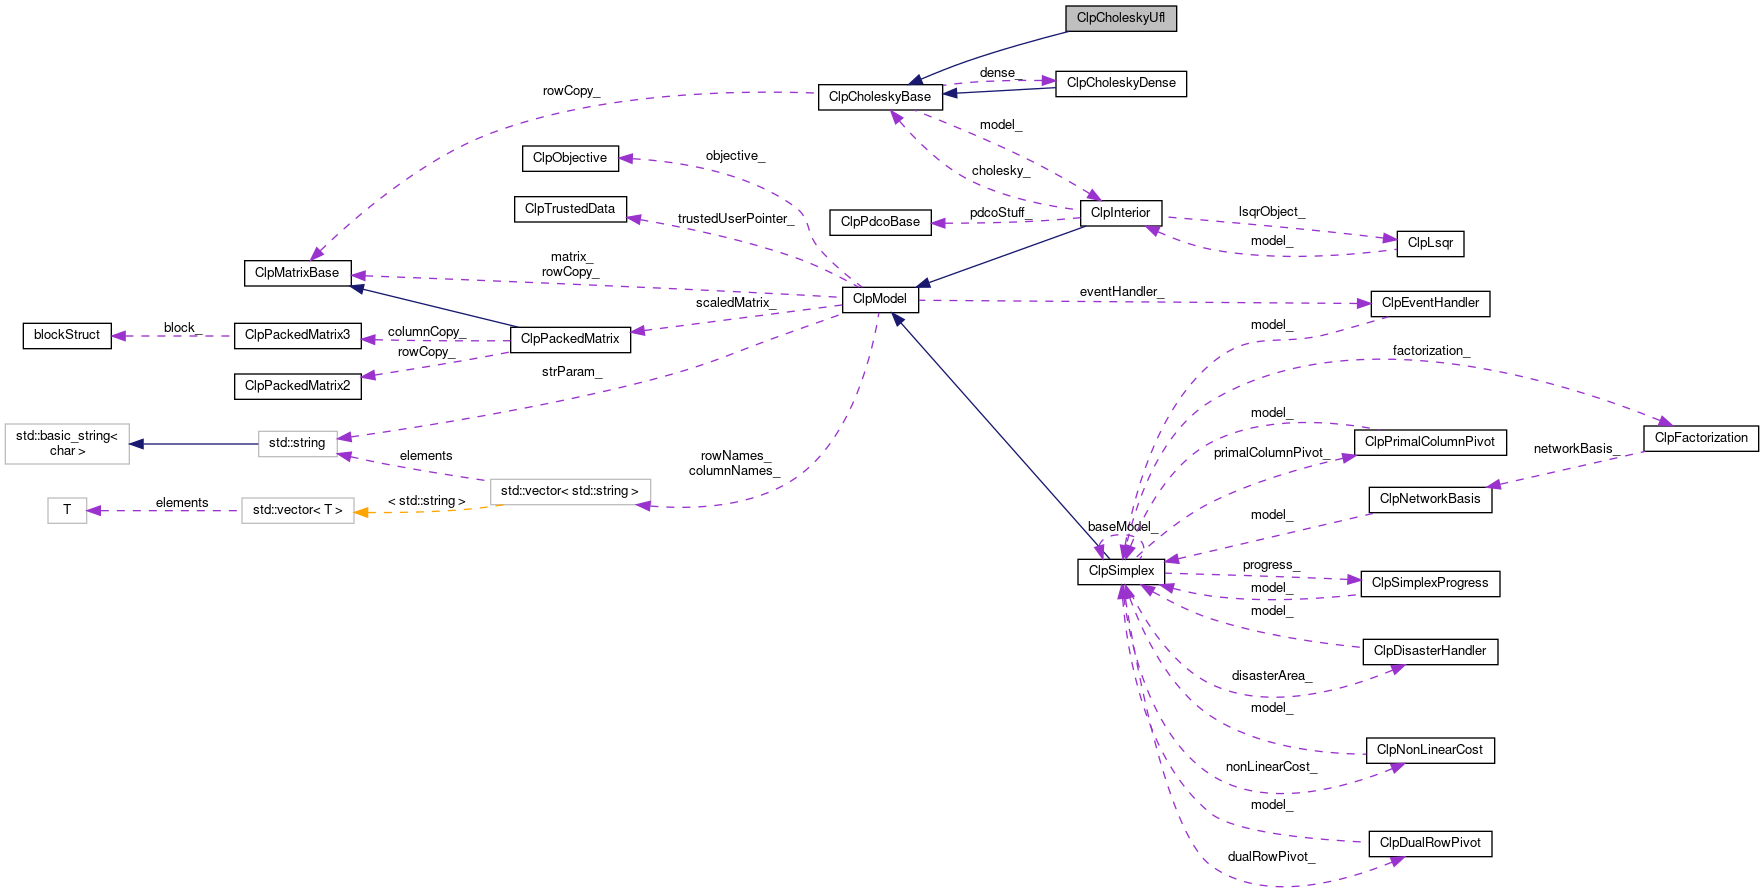 ClpCholeskyUfl
dense_
ClpCholeskyDense
rowCopy_
ClpCholeskyBase
model_
ClpObjective
objective_
cholesky_
ClpTrustedData
trustedUserPointer_
ClpPdcoBase
pdcoStuff_
ClpInterior
lsqrObject_
model_
ClpLsqr
ClpMatrixBase
matrix_
rowCopy_
ClpModel
eventHandler_
ClpEventHandler
scaledMatrix_
model_
blockStruct
block_
ClpPackedMatrix3
columnCopy_
rowCopy_
ClpPackedMatrix
factorization_
ClpPackedMatrix2
strParam_
model_
std::basic_string<
char >
std::string
ClpPrimalColumnPivot
ClpFactorization
elements
rowNames_
columnNames_
primalColumnPivot_
networkBasis_
T
elements
std::vector< T >
< std::string >
std::vector< std::string >
ClpNetworkBasis
model_
baseModel_
ClpSimplex
progress_
model_
ClpSimplexProgress
model_
ClpDisasterHandler
disasterArea_
model_
ClpNonLinearCost
nonLinearCost_
model_
ClpDualRowPivot
dualRowPivot_